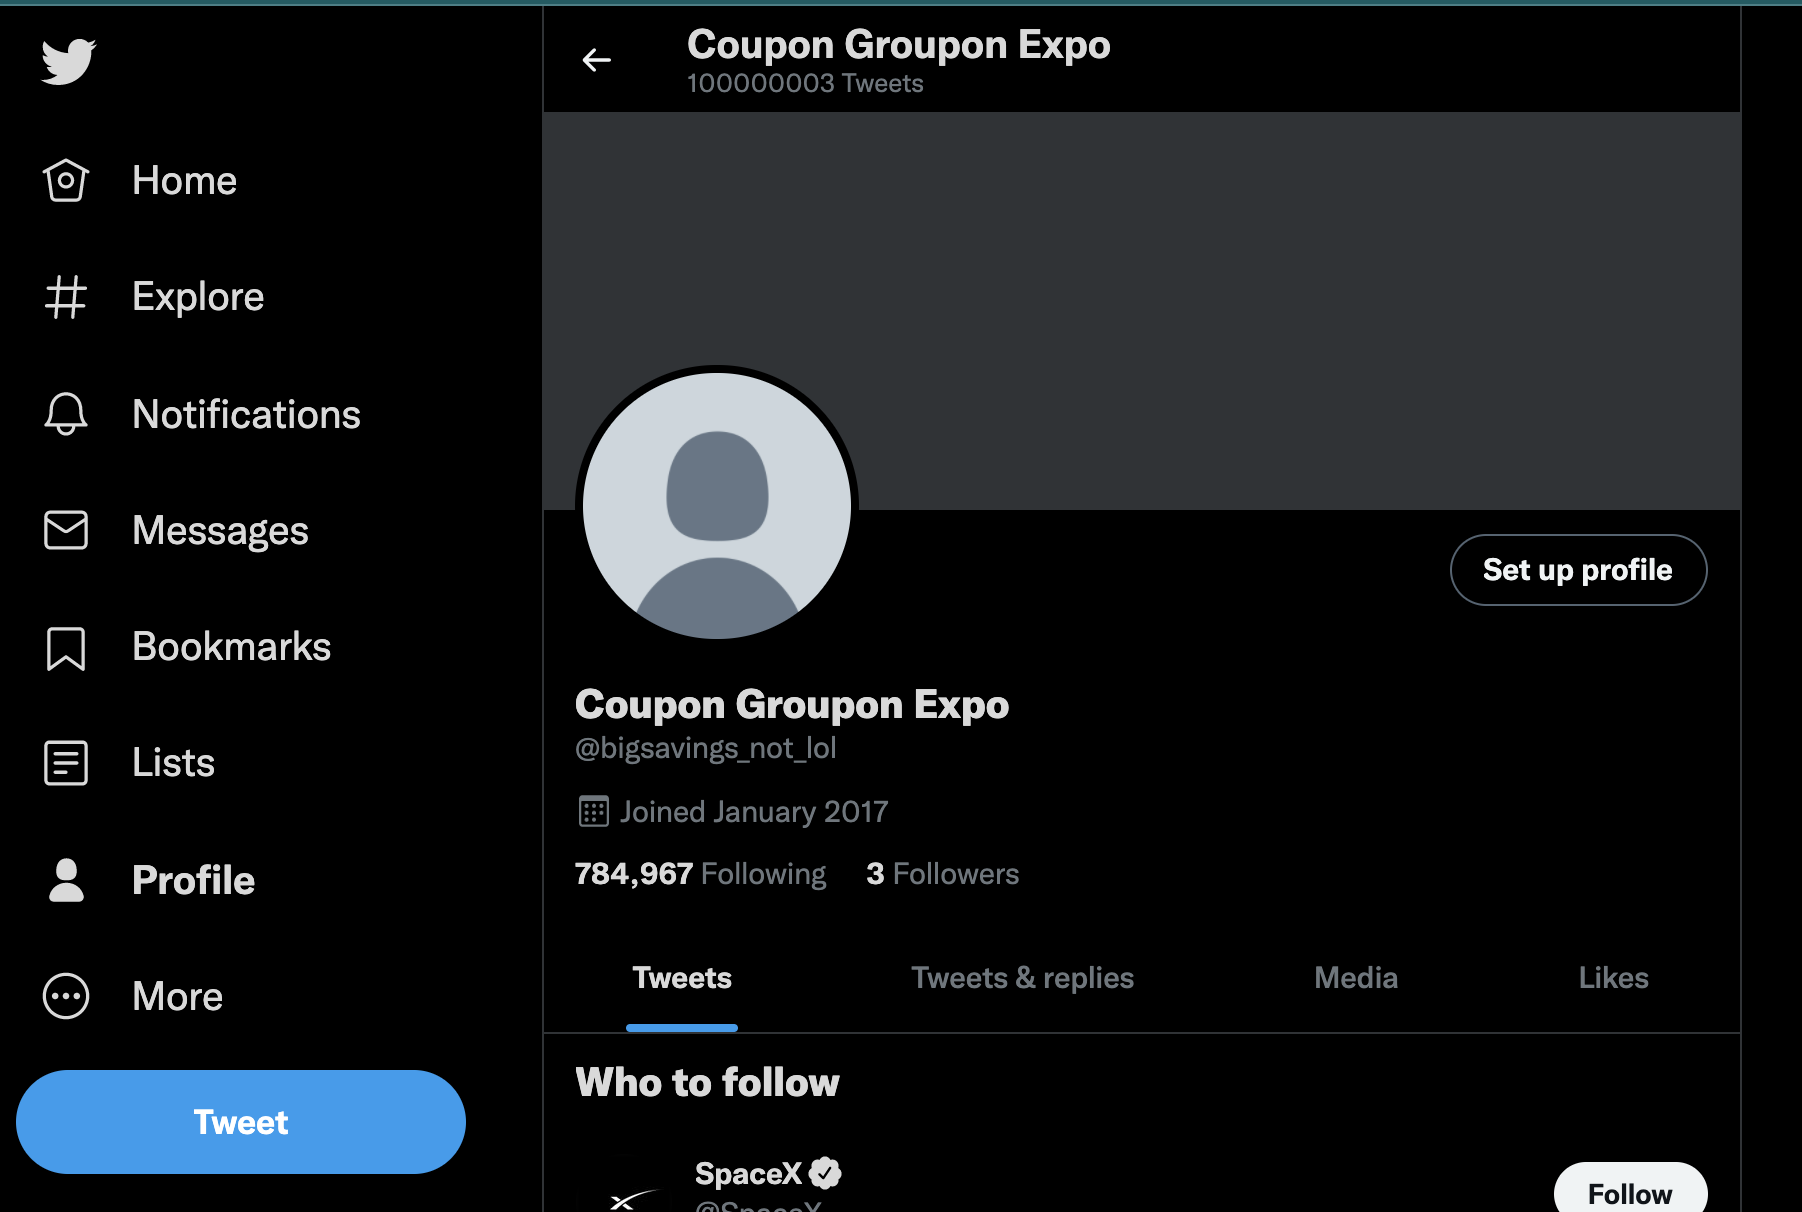 Coupon Groupon Expo
100000003 Tweets
Home
Explore
Notifications
Messages
Bookmarks
Lists
Profile
More
Tweet
Set up profile
Coupon Groupon Expo
@bigsavings_not_lol
Joined January 2017
784,967 Following 3 Followers
Tweets Tweets & replies Media Likes
Who to follow
SpaceX
@SpaceX
Follow